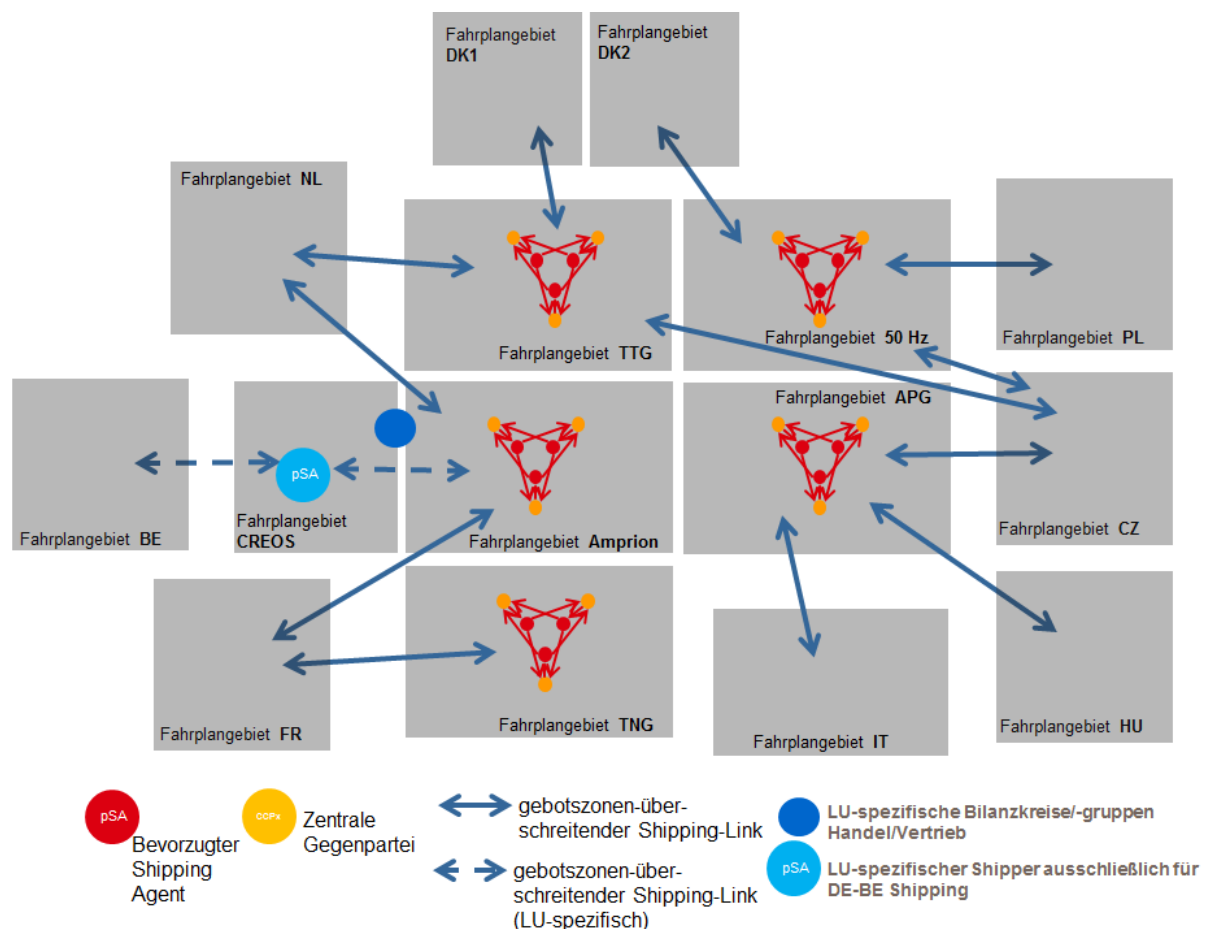 Fahrplangebiet
DK1
Fahrplangebiet
DK2
Fahrplangebiet NL
Fahrplangebiet TTG
Fahrplangebiet 50 Hz
Fahrplangebiet PL
Fahrplangebiet APG
Fahrplangebiet BE
pSA
Fahrplangebiet
CREOS
Fahrplangebiet Amprion
Fahrplangebiet CZ
Fahrplangebiet FR
Fahrplangebiet TNG
Fahrplangebiet IT
Fahrplangebiet HU
pSA
Bevorzugter
Shipping
Agent
CCPx
Zentrale
Gegenpartei
gebotszonen-über-
schreitender Shipping-Link
gebotszonen-über-
schreitender Shipping-Link
(LU-spezifisch)
LU-spezifische Bilanzkreise/-gruppen
Handel/Vertrieb
pSA
LU-spezifischer Shipper ausschließlich für
DE-BE Shipping